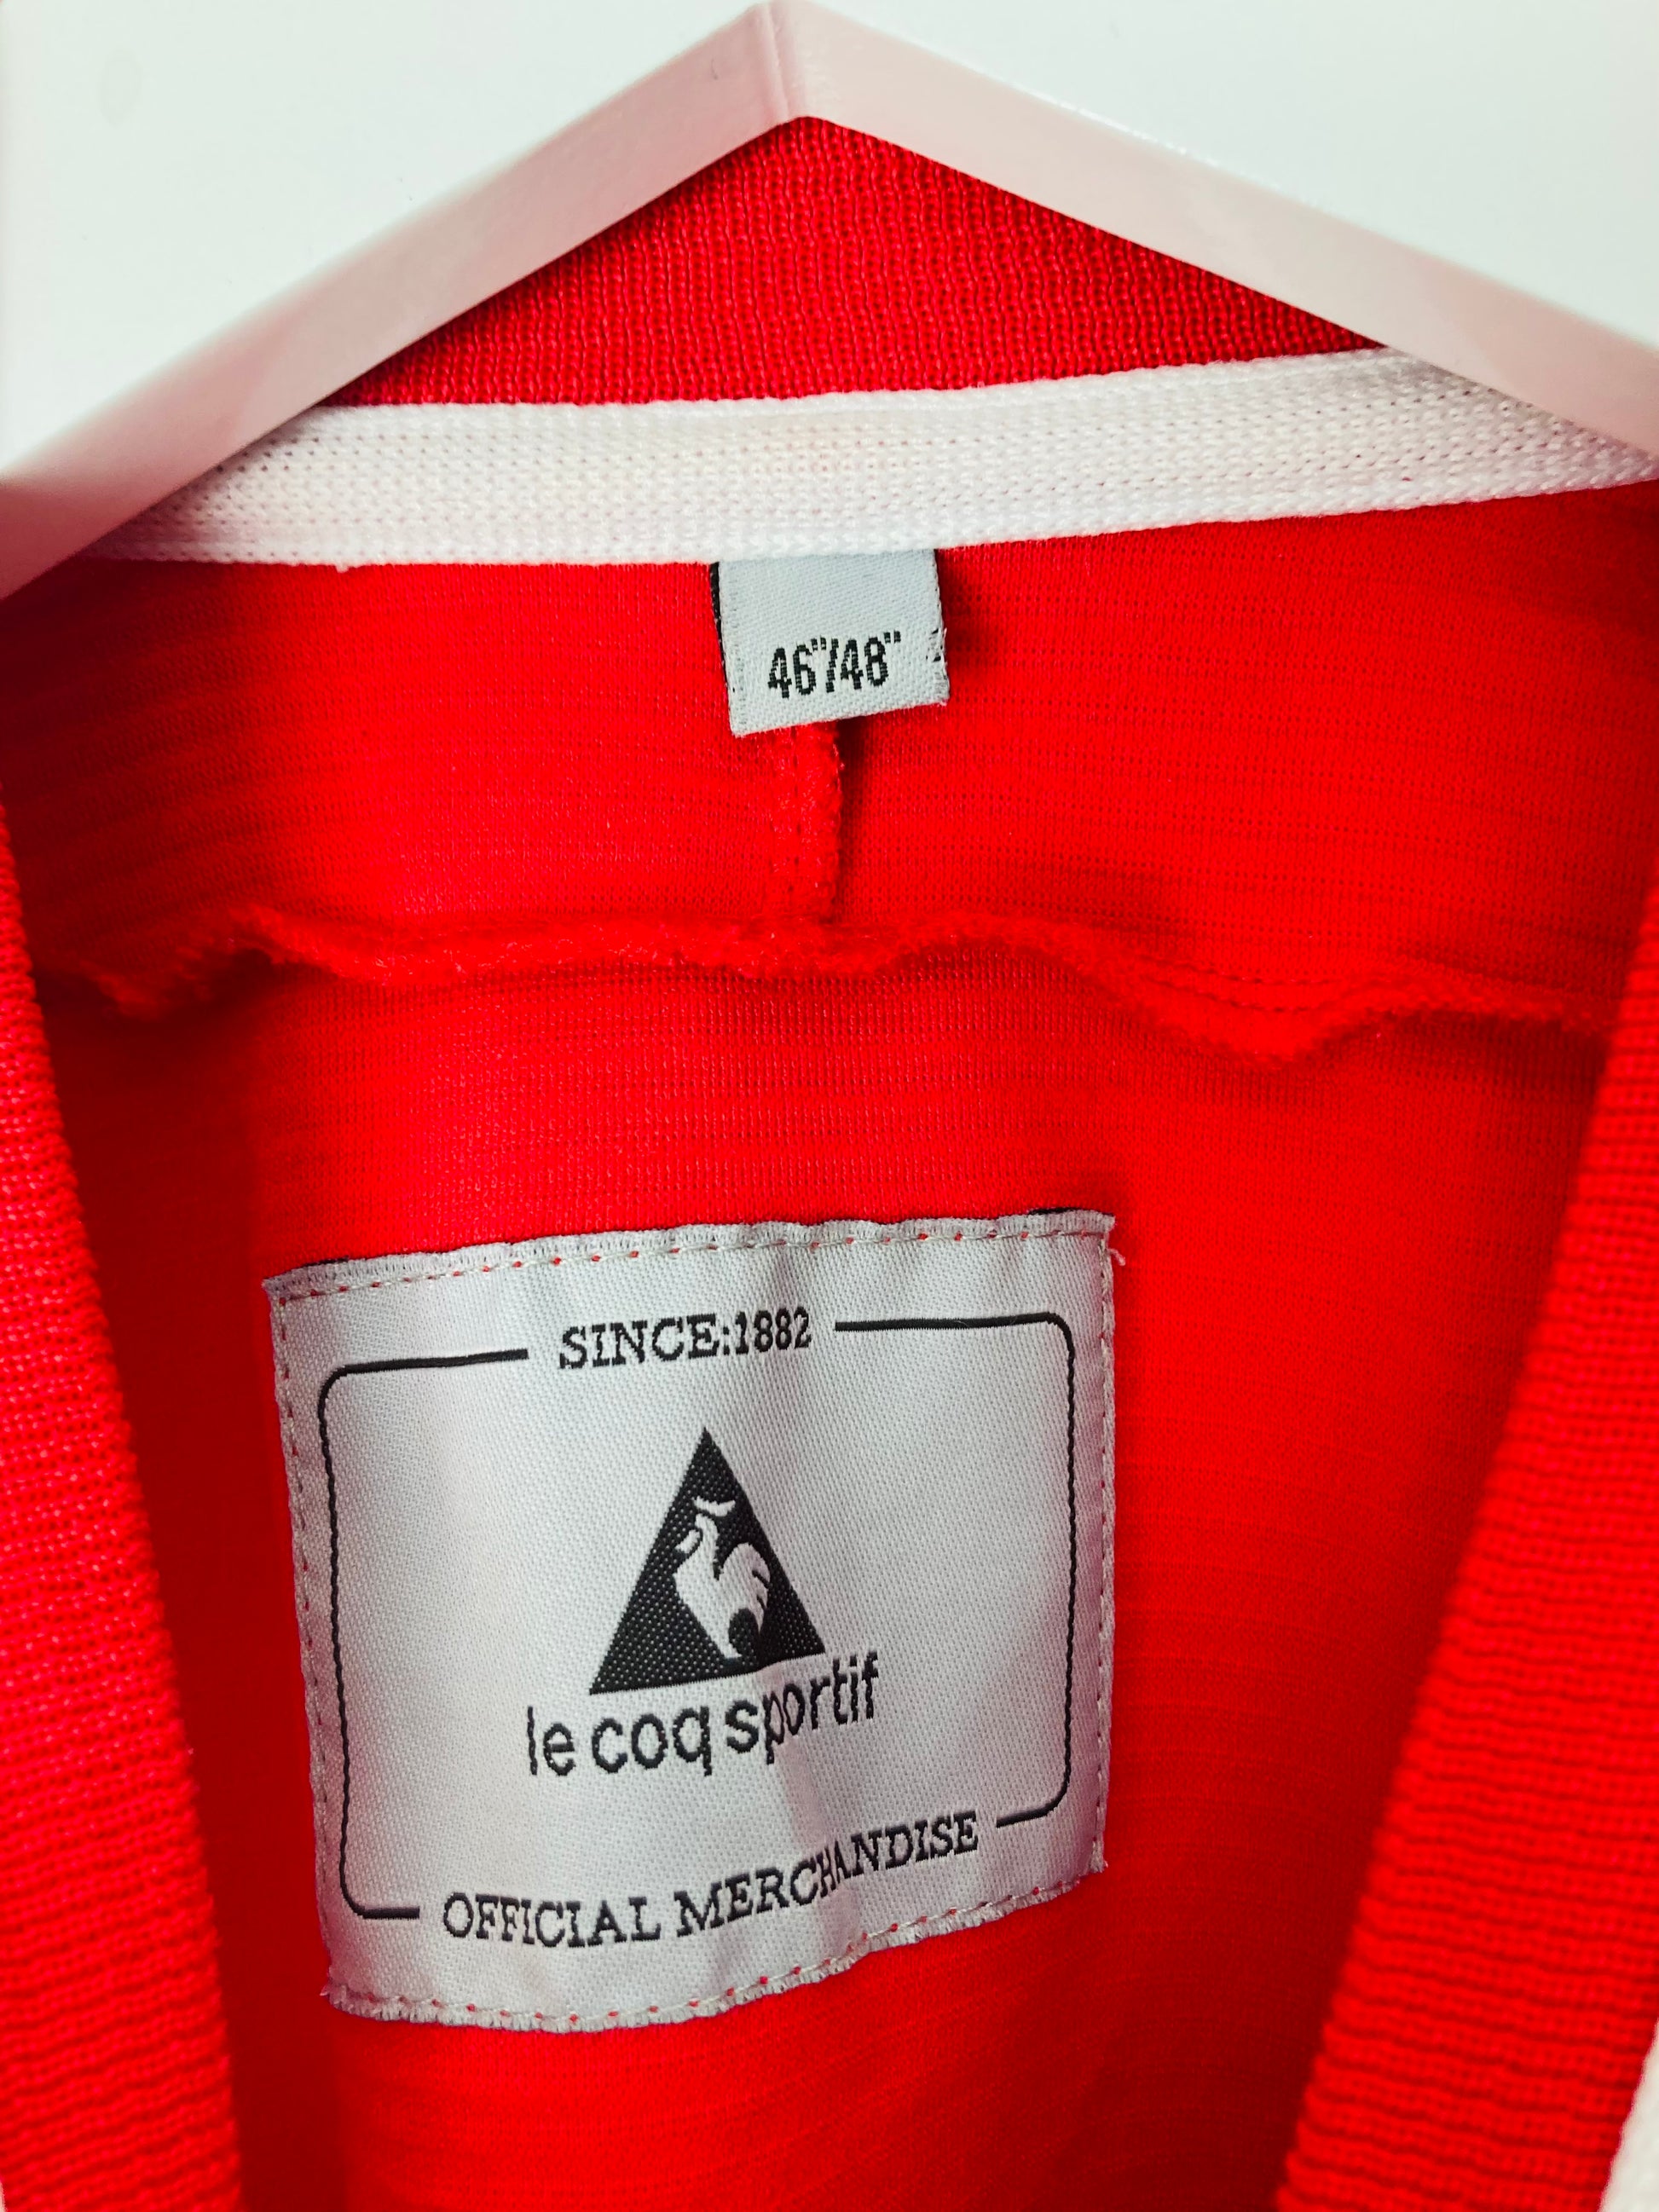 46"/48"
SINCE:1882
le coq sportif
OFFICIAL MERCHANDISE